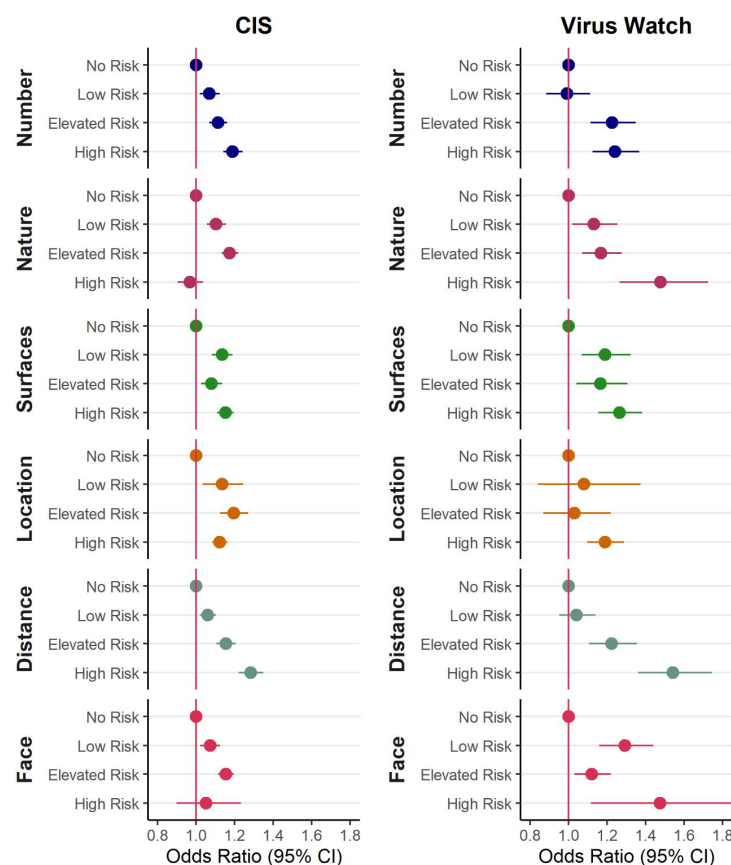 CIS
Number
No Risk
Low Risk
Elevated Risk
High Risk
Nature
No Risk
Low Risk
Elevated Risk
High Risk
Surfaces
No Risk
Low Risk
Elevated Risk
High Risk
Location
No Risk
Low Risk
Elevated Risk
High Risk
Distance
No Risk
Low Risk
Elevated Risk
High Risk
Face
No Risk
Low Risk
Elevated Risk
High Risk
0.8 1.0 1.2 1.4 1.6 1.8
Odds Ratio (95% CI)
Virus Watch
Number
No Risk
Low Risk
Elevated Risk
High Risk
Nature
No Risk
Low Risk
Elevated Risk
High Risk
Surfaces
No Risk
Low Risk
Elevated Risk
High Risk
Location
No Risk
Low Risk
Elevated Risk
High Risk
Distance
No Risk
Low Risk
Elevated Risk
High Risk
Face
No Risk
Low Risk
Elevated Risk
High Risk
0.8 1.0 1.2 1.4 1.6 1.8
Odds Ratio (95% CI)